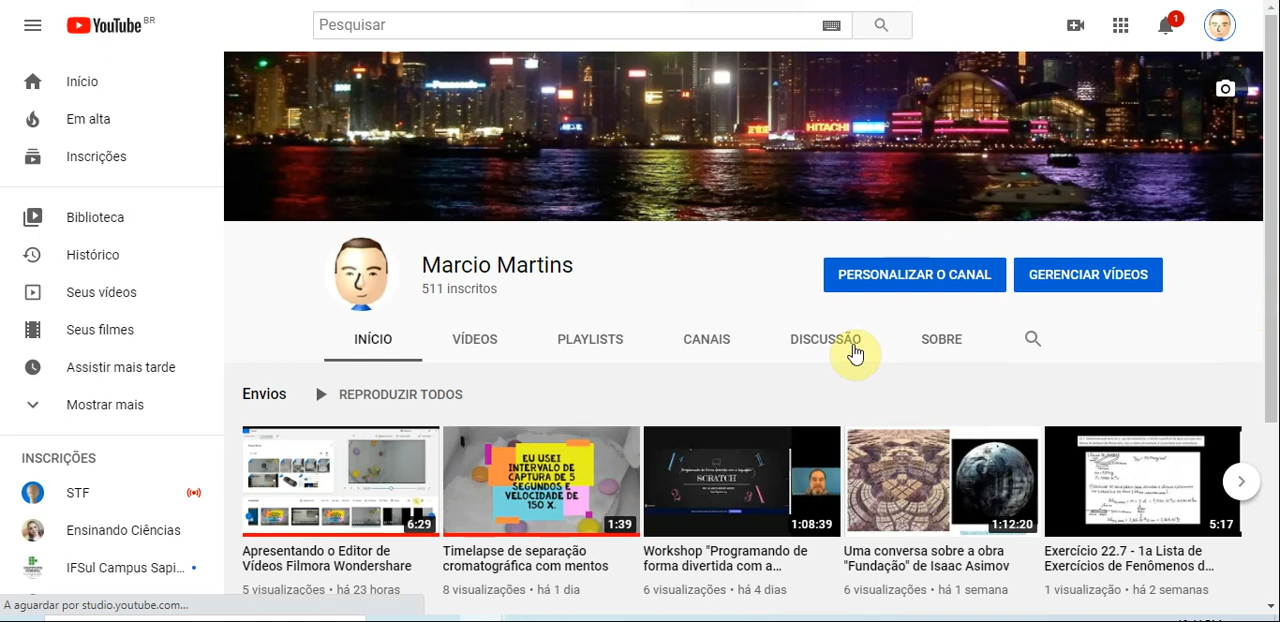 YouTube BR
Pesquisar
1
Início
Em alta
Inscrições
Biblioteca
Histórico
Seus vídeos
Seus filmes
Assistir mais tarde
Mostrar mais
INSCRIÇÕES
STF
Ensinando Ciências
IFSul Campus Sapi...
A aguardar por studio.youtube.com...
HITACHI
Marcio Martins
511 inscritos
PERSONALIZAR O CANAL
GERENCIAR VÍDEOS
INÍCIO
VÍDEOS
PLAYLISTS
CANAIS
DISCUSSÃO
SOBRE
Envios
REPRODUZIR TODOS
6:29
Apresentando o Editor de
Vídeos Filmora Wondershare
5 visualizações • há 23 horas
EU USEI
INTERVALO DE
CAPTURA DE 5
SEGUNDOS E
VELOCIDADE DE
150 X.
1:39
Timelapse de separação
cromatográfica com mentos
8 visualizações • há 1 dia
SCRATCH
1:08:39
Workshop "Programando de
forma divertida com a...
6 visualizações • há 4 dias
1:12:20
Uma conversa sobre a obra
"Fundação" de Isaac Asimov
6 visualizações • há 1 semana
5:17
Exercício 22.7 - 1a Lista de
Exercícios de Fenômenos d...
1 visualização • há 2 semanas